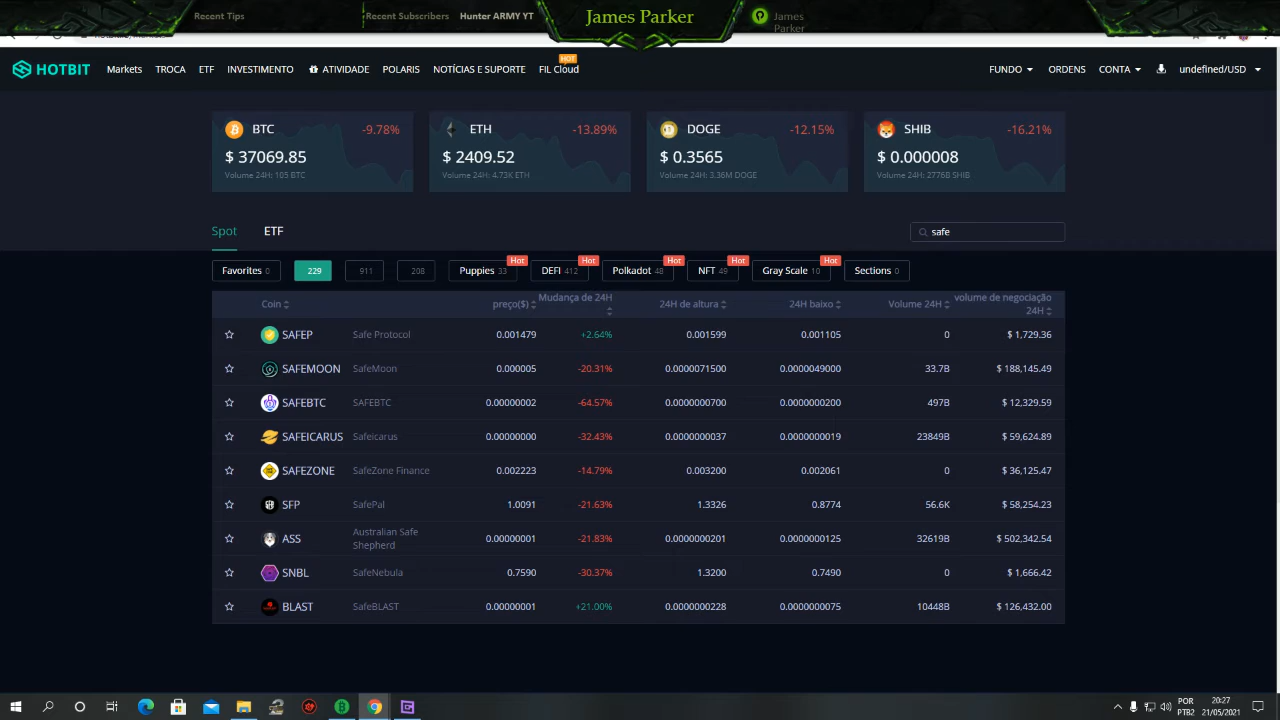 Recent Tips
Recent Subscribers Hunter ARMY YT
James Parker
James Parker
HOTBIT Markets TROCA ETF INVESTIMENTO ATIVIDADE POLARIS NOTÍCIAS E SUPORTE FIL Cloud HOT FUNDO ORDENS CONTA undefined/USD
BTC -9.78%
$ 37069.85
Volume 24H: 105 BTC
ETH -13.89%
$ 2409.52
Volume 24H: 4.73K ETH
DOGE -12.15%
$ 0.3565
Volume 24H: 3.36M DOGE
SHIB -16.21%
$ 0.000008
Volume 24H: 2776B SHIB
Spot ETF safe
Favorites 0 229 911 208 Puppies 33 Hot DEFI 412 Hot Polkadot 48 Hot NFT 49 Hot Gray Scale 10 Hot Sections 0
Coin preço($) Mudança de 24H 24H de altura 24H baixo Volume 24H volume de negociação 24H
SAFEP Safe Protocol 0.001479 +2.64% 0.001599 0.001105 0 $ 1,729.36
SAFEMOON SafeMoon 0.000005 -20.31% 0.0000071500 0.0000049000 33.7B $ 188,145.49
SAFEBTC SAFEBTC 0.00000002 -64.57% 0.0000000700 0.0000000200 497B $ 12,329.59
SAFEICARUS Safeicarus 0.00000000 -32.43% 0.0000000037 0.0000000019 23849B $ 59,624.89
SAFEZONE SafeZone Finance 0.002223 -14.79% 0.003200 0.002061 0 $ 36,125.47
SFP SafePal 1.0091 -21.63% 1.3326 0.8774 56.6K $ 58,254.23
ASS Australian Safe Shepherd 0.00000001 -21.83% 0.0000000201 0.0000000125 32619B $ 502,342.54
SNBL SafeNebula 0.7590 -30.37% 1.3200 0.7490 0 $ 1,666.42
BLAST SafeBLAST 0.00000001 +21.00% 0.0000000228 0.0000000075 10448B $ 126,432.00
POR 20:27
PTB2 21/05/2021